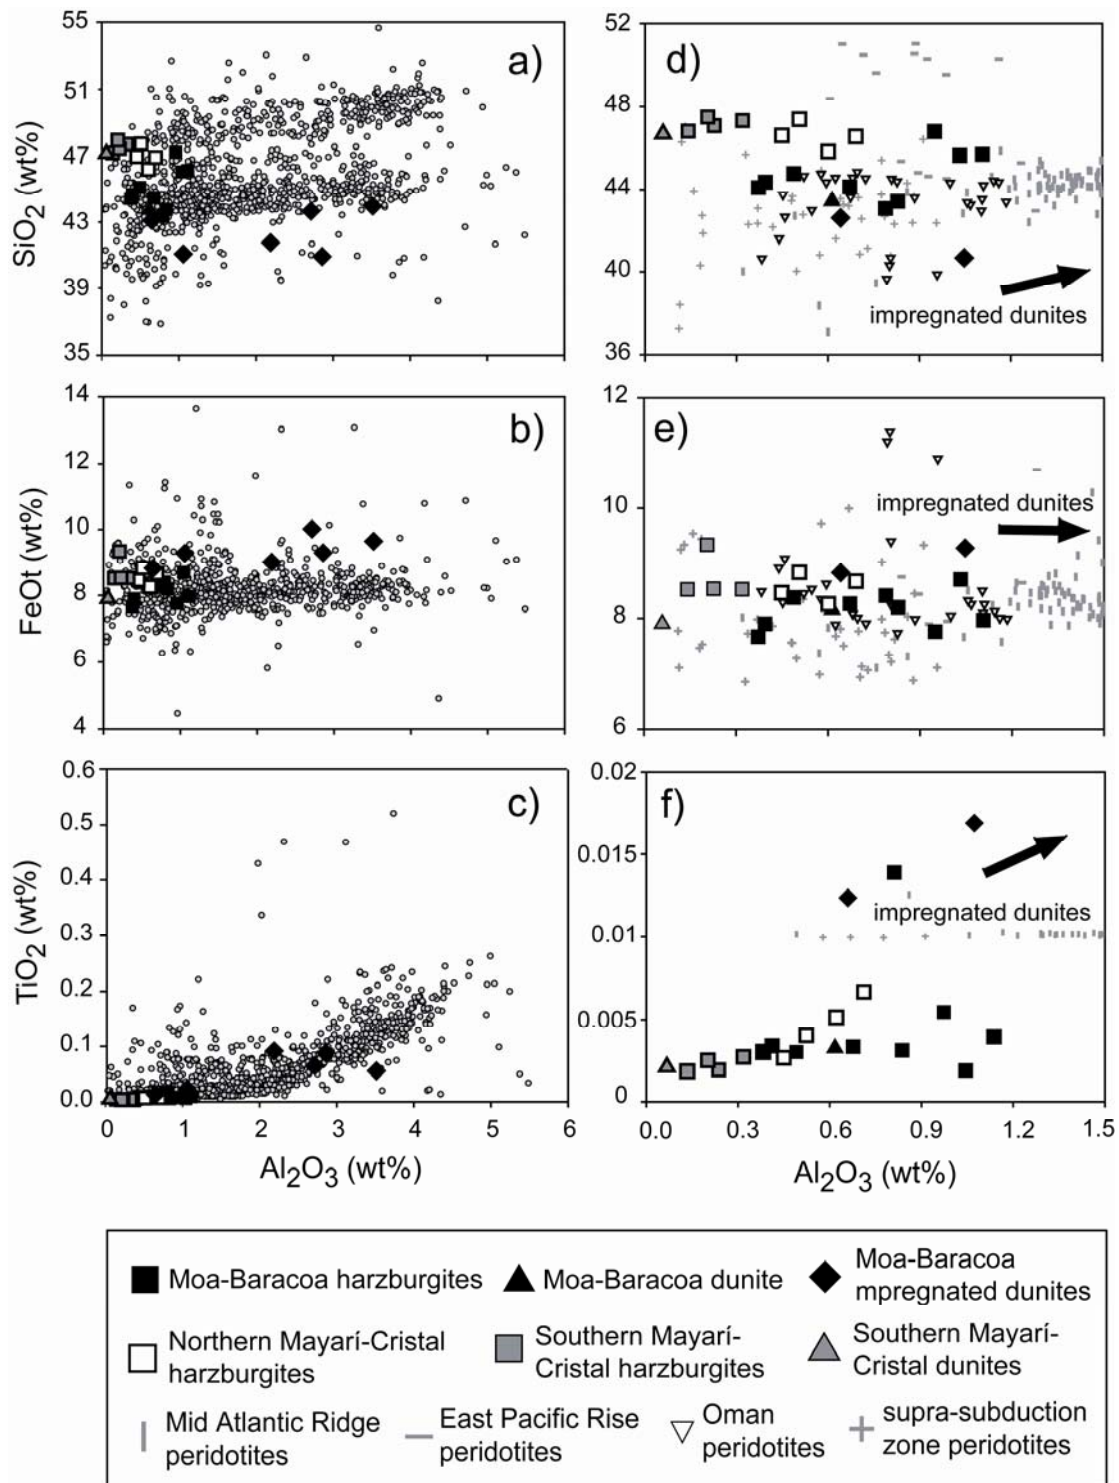 a)
SiO2 (wt%)
55
51
47
43
39
35
d)
52
48
44
40
36
impregnated dunites
b)
FeOt (wt%)
14
12
10
8
6
4
e)
12
10
8
6
impregnated dunites
c)
TiO2 (wt%)
0.6
0.5
0.4
0.3
0.2
0.10
0.0
0 1 2 3 4 5 6
Al2O3 (wt%)
f)
0.02
0.015
0.01
0.005
0
impregnated dunites
0.0 0.3 0.6 0.9 1.2 1.5
Al2O3 (wt%)
Moa-Baracoa harzburgites
Moa-Baracoa dunite
Moa-Baracoa
mpregnated dunites
Northern Mayarí-Cristal
harzburgites
Southern Mayarí-
Cristal harzburgites
Southern Mayarí-
Cristal dunites
Mid Atlantic Ridge
peridotites
East Pacific Rise
peridotites
Oman
peridotites
supra-subduction
zone peridotites